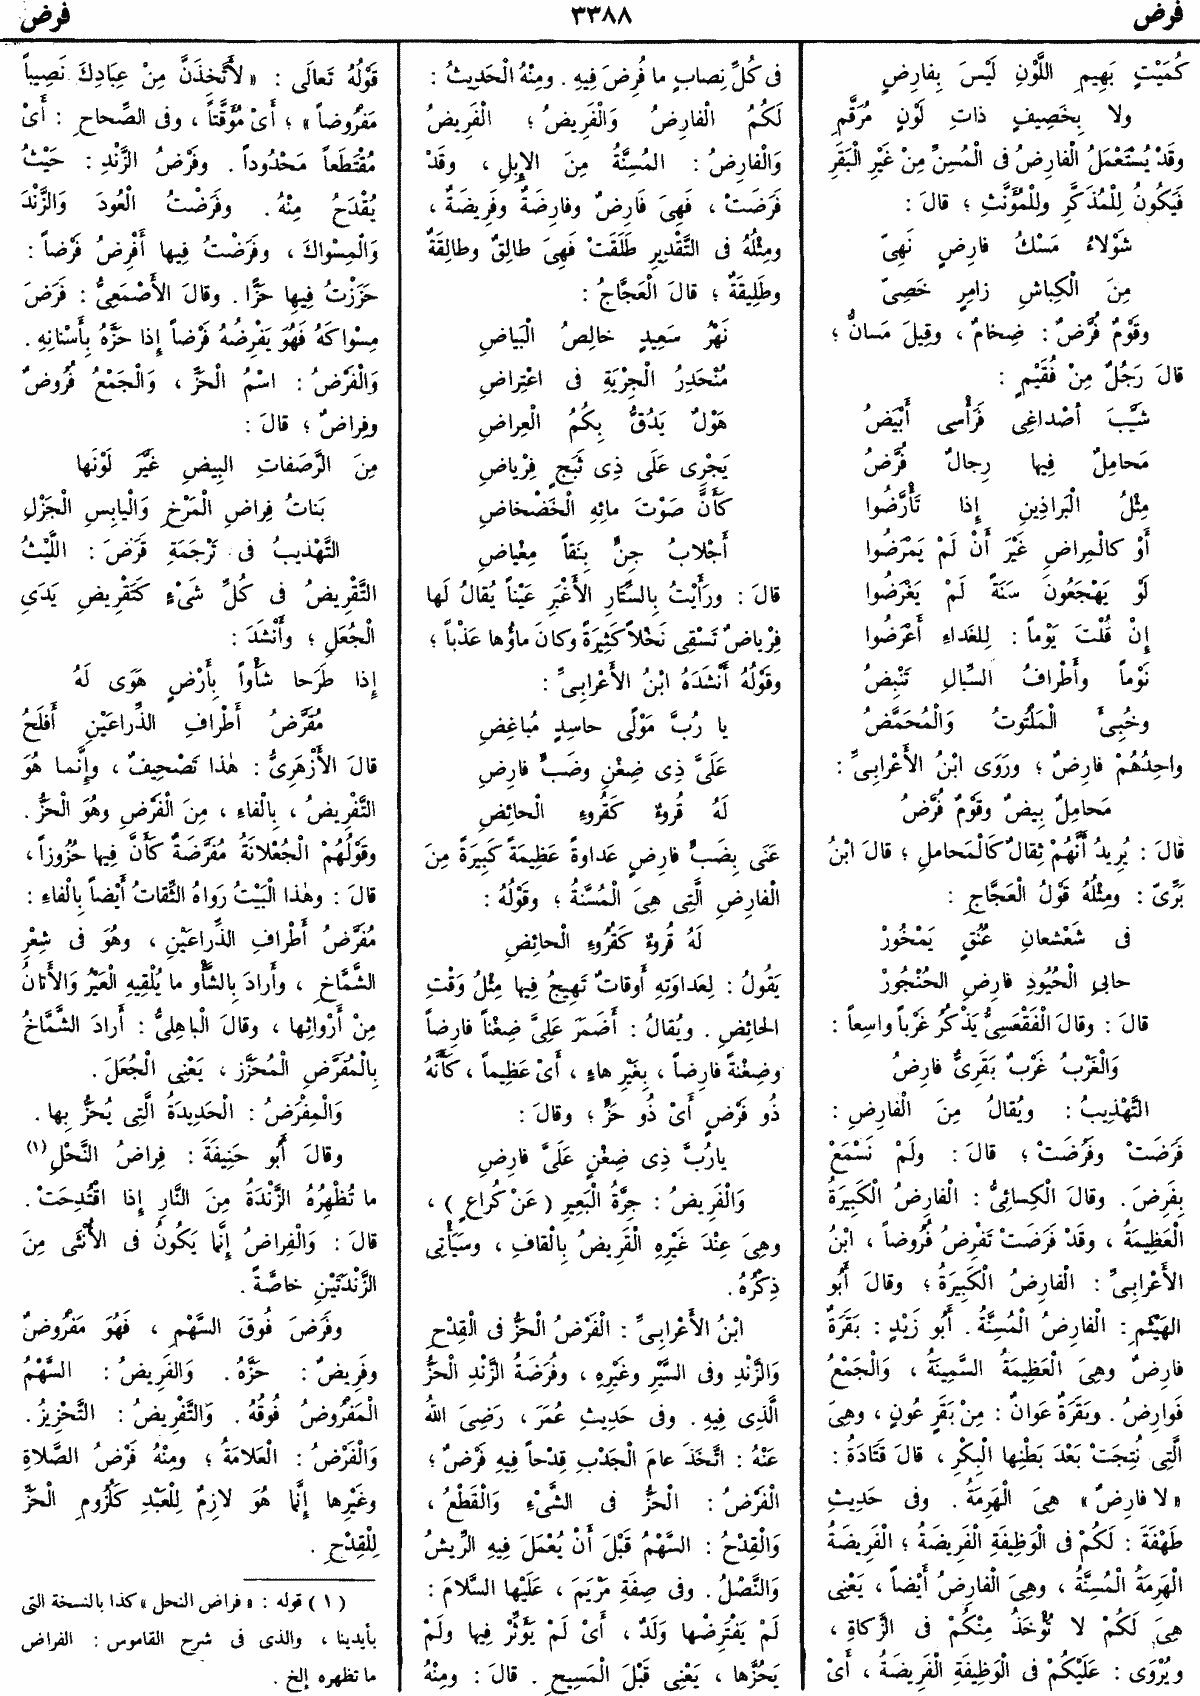 فرض
٣٣٨٨
فرض
كُمَيْتٍ بَهِيمِ اللَّوْنِ لَيْسَ بِفارِضٍ
ولا بِخَصِيفٍ ذاتِ لَوْنٍ مُرَقَّمِ
وقَدْ يُسْتَعْمَلُ الْفارِضُ فى الْمُسِنِّ مِنْ غَيْرِ الْبَقَرِ
فَيَكُونُ لِلْمُذَكَّرِ ولِلْمُؤَنَّثِ ؛ قالَ :
شَوْلاءُ مَسْكُ فارِضٍ نَهِىّ
مِنَ الْكِباشِ زامِرٍ خَصِىّ
وقَوْمٌ فُرَّضٌ : ضِخامٌ ، وقِيلَ مَسانُّ ؛
قالَ رَجُلٌ مِنْ فُقَيْمٍ :
شَيَّبَ أَصْداغِى فَرَأْسِى أَبْيَضُ
مَحامِلٌ فِيها رِجالٌ فُرَّضُ
مِثْلُ الْبَراذِينِ إِذا تَأَرَّضُوا
أَوْ كالْمِراضِ غَيْرَ أَنْ لَمْ يَمْرَضُوا
لَوْ يَهْجَعُونَ سَنَةً لَمْ يَغْرَضُوا
إِنْ قُلْتَ يَوْماً : لِلغَداءِ أَعْرَضُوا
نَوْماً وأَطْرافُ السِّبالِ تَنْبِضُ
وخُبِىَٔ الْمَلْتُوتُ وَالْمُحَمَّضُ
واحِدُهُمْ فارِضٌ ؛ ورَوَى ابْنُ الأَعْرابِىِّ :
مَحامِلٌ بِيضٌ وقَوْمٌ فُرَّضُ
قالَ : يُرِيدُ أَنَّهُمْ ثِقالٌ كَالْمَحامِلِ ؛ قالَ ابْنُ
بَرِّىّ : ومِثْلُهُ قَوْلُ الْعَجَّاجِ :
فى شَعْشعانِ عُنُقٍ يَمْخُورْ
حابِى الْحُيُودِ فارِضِ الحُنْجُورْ
قالَ : وقالَ الْفَقْعَسِىُّ يَذْكُرُ غَرْباً واسِعاً :
وَالْغَرْبُ غَرْبٌ بَقَرِىٌّ فارِضُ
التَّهْذِيبُ : ويُقالُ مِنَ الْفارِضِ :
فَرَضَتْ وفَرُضَتْ ؛ قالَ : ولَمْ نَسْمَعْ
بِفَرِضَ . وقالَ الْكِسائِىُّ : الْفارِضُ الْكَبِيرَةُ
الْعَظِيمَةُ ، وقَدْ فَرَضَتْ تَفْرِضُ فُرُوضاً ، ابْنُ
الأَعْرابِىِّ : الْفارِضُ الْكَبِيرَةُ ؛ وقالَ أَبُو
الهَيْثَمِ : الْفارِضُ الْمُسِنَّةُ . أَبُو زَيْدٍ : بَقَرَةٌ
فارِضٌ وهِىَ الْعَظِيمَةُ السَّمِينَةُ ، وَالْجَمْعُ
فَوارِضُ . وبَقَرَةٌ عَوانٌ : مِنْ بَقَرٍ عُونٍ ، وهِىَ
الَّتِى نُتِجَتْ بَعْدَ بَطْنِها الْبِكْرِ ، قالَ قَتَادَةُ :
« لا فارِضٌ » هِىَ الْهَرِمَةُ . وفى حَدِيثِ
طَهْفَةَ : لَكُمْ فى الْوَظِيفَةِ الْفَرِيضَةُ ؛ الْفَرِيضَةُ
الْهَرِمَةُ الْمُسِنَّةُ ، وهِىَ الْفارِضُ أَيْضاً ، يَعْنِى
هِىَ لَكُمْ لا تُؤْخَذُ مِنْكُمْ فى الزَّكاةِ ،
ويُرْوَى : عَلَيْكُمْ فى الْوَظِيفَةِ الْفَرِيضَةُ ، أَىْ
فى كُلِّ نِصابٍ ما فُرِضَ فِيهِ . ومِنْهُ الْحَدِيثُ :
لَكُمُ الْفارِضُ وَالْفَرِيضُ ؛ الْفَرِيضُ
وَالْفارِضُ : المُسِنَّةُ مِنَ الإِبِلِ ، وقَدْ
فَرَضَتْ ، فَهِىَ فَارِضٌ وفارِضَةٌ وفَرِيضَةٌ ،
ومِثْلُهُ فى التَّقْدِيرِ طَلَقَتْ فَهِىَ طالِقٌ وطالِقَةٌ
وطَلِيقَةٌ ؛ قالَ الْعَجَّاجُ :
نَهْرُ سَعِيدٍ خالِصُ الْبَياضِ
مُنْحَدِرُ الْجِرْيَةِ فى اعْتِراضِ
هَوْلٌ يَدُقُّ بِكُمُ الْعِراضِ
يَجْرِى عَلَى ذِى ثَبَجٍ فِرْياضِ
كَأَنَّ صَوْتَ مائِهِ الْخَضْخاضِ
أَجْلابُ جِنٍّ بِنَقاً مِغْياضِ
قالَ : ورَأَيْتُ بِالسِّتارِ الأَغْبَرِ عَيْناً يُقالُ لَها
فِرْياضٌ تَسْقِى نَخْلاً كَثِيرَةً وكانَ ماؤُها عَذْباً ؛
وقَوْلُهُ أَنْشَدَهُ ابْنُ الأَعْرابِىِّ :
يا رُبَّ مَوْلًى حاسِدٍ مُباغِضِ
عَلَىَّ ذِى ضِغْنٍ وضَبٍّ فارِضِ
لَهُ قُروءٌ كَقُروءِ الْحائِضِ
عَنَى بِضَبٍّ فارِضٍ عَداوةً عَظِيمَةً كَبِيرَةً مِنَ
الْفارِضِ الَّتِى هِىَ الْمُسَّنةُ ؛ وقَوْلُهُ :
لَهُ قُروءٌ كَقُروءِ الْحائِضِ
يَقُولُ : لِعَداوَتِهِ أَوقاتٌ تَهِيجُ فِيها مِثْلُ وَقْتِ
الحائِضِ . ويُقالُ : أَضْمَرَ عَلِىَّ ضِغْناً فارِضاً
وضِغْنةً فارِضاً ، بِغَيْرِ هاءٍ ، أَىْ عَظِيماً ، كَأَنَّهُ
ذُو فَرْضٍ أَىْ ذُو حَزٍّ ؛ وقالَ :
يارُبَّ ذِى ضِغْنٍ عَلَىَّ فارِضِ
وَالْفَرِيضُ : جِرَّةُ الْبَعِيرِ ( عَنْ كُراعٍ ) ،
وهِىَ عِنْدَ غَيْرِهِ الْقَرِيضُ بِالْقافِ ، وسَيَأْتِى
ذِكْرُهُ .
ابْنُ الأَعْرابِىِّ : الْفَرْضُ الْحَزُّ فى الْقِدْحِ
وَالزَّنْدِ وفى السَّيْرِ وغَيْرِهِ ، وفُرْضَةُ الزَّنْدِ الْحَزُّ
الَّذِى فِيهِ . وفى حَدِيثِ عُمَرَ ، رَضِىَ اللهُ
عَنْهُ : اتَّخَذَ عامَ الْجَدْبِ قِدْحاً فِيهِ فَرْضٌ ؛
الْفَرْضُ : الْحَزُّ فى الشَّىْءِ وَالْقَطْعُ ،
وَالْقِدْحُ : السَّهْمُ قَبْلَ أَنْ يُعْمَلَ فِيهِ الرِّيشُ
وَالنَّصْلُ . وفى صِفَةِ مَرْيَمَ ، عَلَيْها السَّلامَ :
لَمْ يَفْتَرِضْها وَلَدٌ ، أَىْ لَمْ يُؤَثِّرْ فِيها ولَمْ
يَحُزَّها ، يَعْنِى قَبْلَ الْمَسِيحِ . قالَ : ومِنْهُ
قَوْلُهُ تَعالَى : « لأَتَّخِذَنَّ مِنْ عِبَادِكَ نَصِيباً
مَفْرُوضاً » ؛ أَىْ مُؤَقَّتاً ، وفى الصِّحاحِ : أَىْ
مُقْتَطَعاً مَحْدُوداً . وفَرْضُ الزَّنْدِ : حَيْثُ
يُقْدَحُ مِنْهُ . وفَرَضْتُ الْعُودَ وَالزَّنْدَ
وَالْمِسْواكَ ، وفَرَضْتُ فِيها أَفْرِضُ فَرْضاً :
حَزَزْتُ فِيهِا حَزًّا . وقالَ الأَصْمَعِىُّ : فَرَضَ
مِسْواكَهُ فَهُوَ يَفْرِضُهُ فَرْضاً إِذا حَزَّهُ بِأَسْنانِهِ .
وَالْفَرْضُ : اسْمُ الْحَزِّ ، وَالْجَمْعُ فُرُوضٌ
وفِراضٌ ؛ قالَ :
مِنَ الرَّصَفاتِ البِيضِ غَيَّرَ لَوْنَها
بَناتُ فِراضِ الْمَرْخِ وَالْيابِسِ الْجَزْلِ
التَّهْذِيبُ فى تَرْجَمَةِ قَرَضَ : اللَّيْثُ
التَّقْرِيضُ فى كُلِّ شَىْءٍ كَتَقْرِيضِ يَدَىِ
الْجُعَلِ ؛ وأَنْشَدَ :
إِذا طَرَحا شَأْواً بِأَرْضٍ هَوَى لَهُ
مُقَرَّضُ أَطْرافِ الذِّراعَيْنِ أَفلَحُ
قالَ الأَزْهَرِىُّ : هٰذا تَصْحِيفٌ ، وإِنَّما هُوَ
التَّفْرِيضُ ، بِالْفاءِ ، مِنَ الْفَرْضِ وهُوَ الْحَزُّ .
وقَوْلُهُمْ الْجُعْلانَةُ مُفَرَّضَةٌ كَأَنَّ فِيها حُزُوزاً ،
قالَ : وهٰذا الْبَيْتُ رَواهُ الثِّقاتُ أَيْضاً بِالْفاءِ :
مُفَرَّضُ أَطْرافِ الذِّراعَيْنِ ، وهُوَ فى شِعْرِ
الشَّمَّاخِ ، وأَرادَ بِالشَّأْوِ ما يُلْقِيهِ الْعَيْرُ وَالأَتانُ
مِنْ أَرْواثِها ، وقالَ الْباهِلِىُّ : أَرادَ الشَّمَّاخُ
بِالْمُفَرَّضِ الْمُحَزَّز ، يَعْنِى الْجُعَلَ .
وَالْمِفْرَضُ : الْحَدِيدَةُ الَّتِى يُحَزُّ بِها .
وقالَ أَبُو حَنِيفَةَ : فِراضُ النَّحْلِ (١)
ما تُظْهِرُهُ الزَّنْدَةُ مِنَ النَّارِ إِذا اقْتُدِحَتْ .
قالَ : وَالْفِراضُ إِنَّما يَكُونُ فى الأُنْثَى مِنَ
الزَّنْدَتَيْنِ خاصَّةً .
وفَرَضَ فُوقَ السَّهْمِ ، فَهُوَ مَفْرُوضٌ
وفَرِيضٌ : حَزَّهُ . وَالفَرِيضُ : السَّهْمُ
الْمَفْرُوضُ فُوقُهُ . وَالتَّفْرِيضُ : التَّحْزِيزُ .
وَالْفَرْضُ : الْعَلامَةُ ؛ ومِنْهُ فَرْضُ الصَّلاةِ
وغَيْرِها إِنَّما هُوَ لازِمٌ لِلْعَبْدِ كَلُزُومِ الْحَزِّ
لِلْقِدْحِ .
( ١ ) قوله : « فراض النحل » كذا بالنسخة التى
بأيدينا ، والذى فى شرح القاموس : الفراض
ما تظهره إلخ .